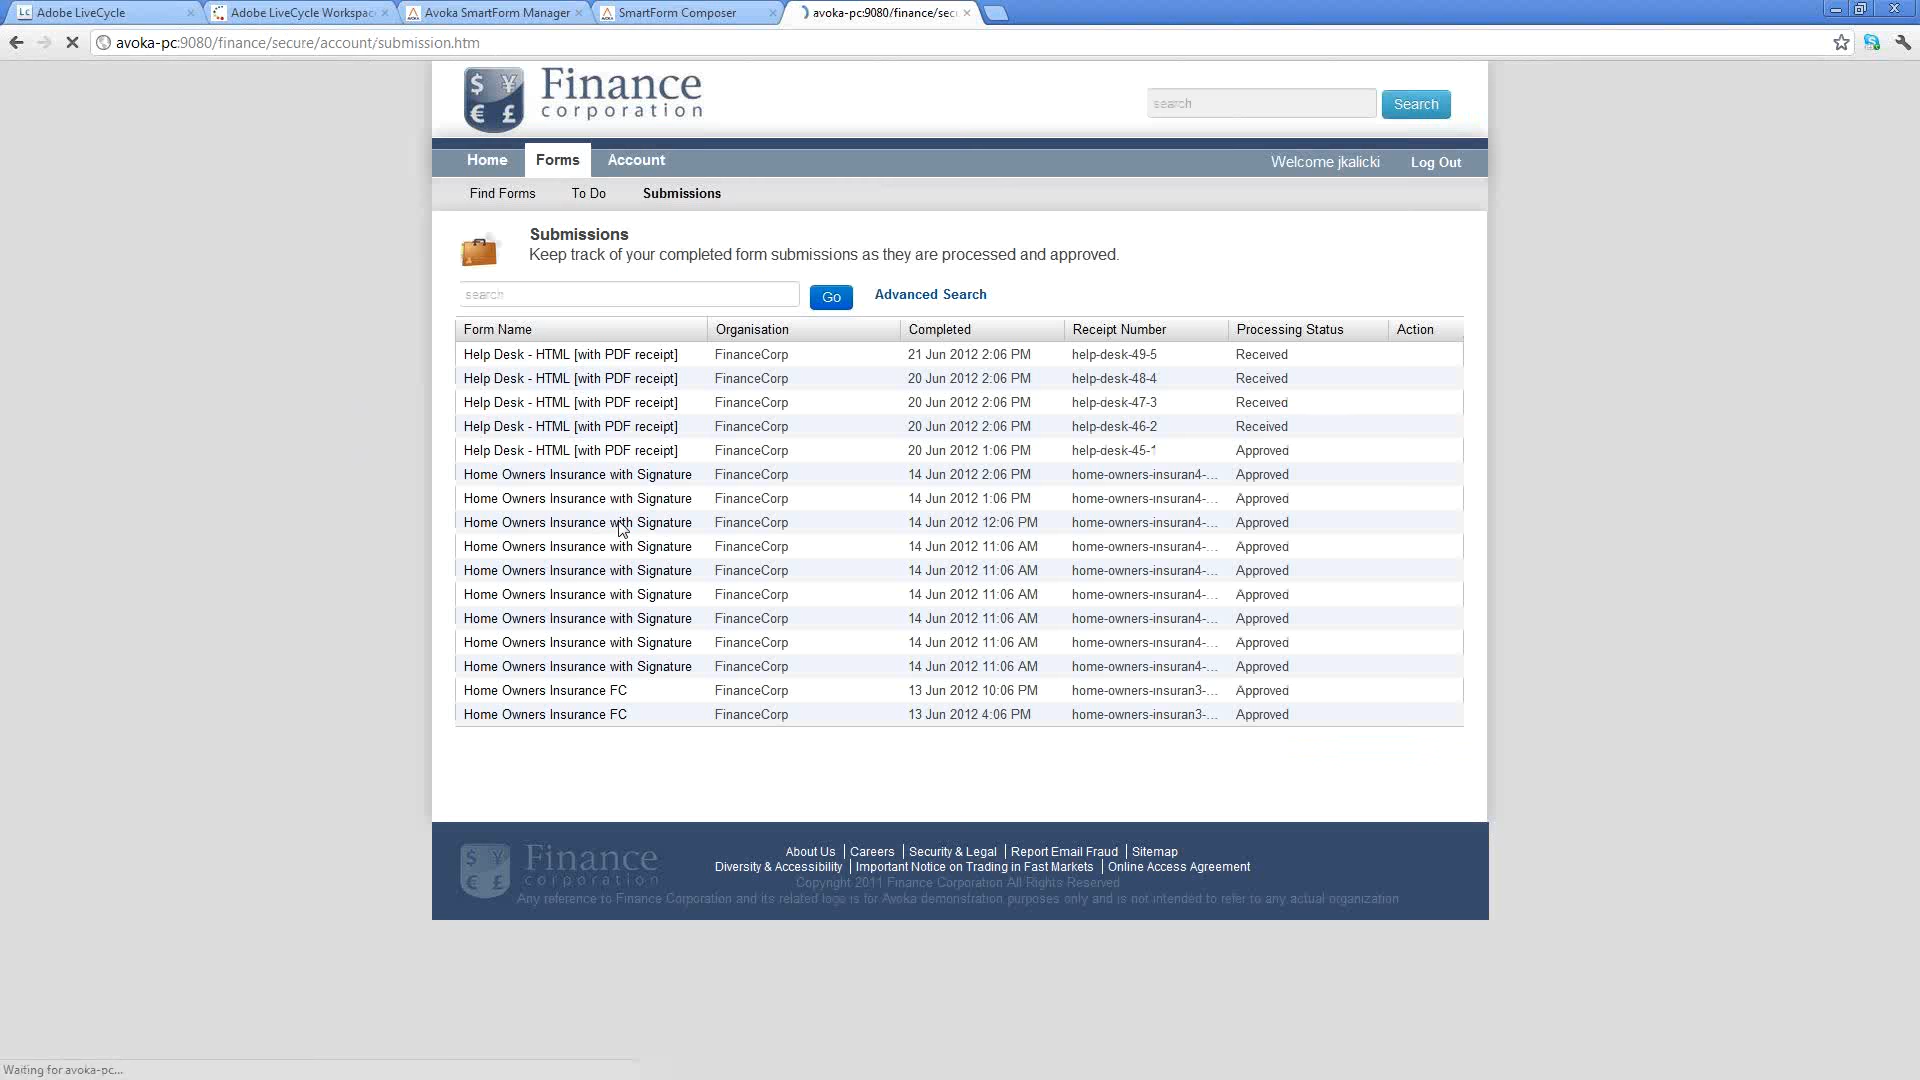 Adobe LiveCycle
Adobe LiveCycle Workspac
Avoka SmartForm Manager
SmartForm Composer
avoka-pc:9080/finance/sec
avoka-pc:9080/finance/secure/account/submission.htm
Finance
corporation
search
Search
Home
Forms
Account
Welcome jkalicki
Log Out
Find Forms
To Do
Submissions
Submissions
Keep track of your completed form submissions as they are processed and approved.
search
Go
Advanced Search
Form Name Organisation Completed Receipt Number Processing Status Action
Help Desk - HTML [with PDF receipt] FinanceCorp 21 Jun 2012 2:06 PM help-desk-49-5 Received
Help Desk - HTML [with PDF receipt] FinanceCorp 20 Jun 2012 2:06 PM help-desk-48-4 Received
Help Desk - HTML [with PDF receipt] FinanceCorp 20 Jun 2012 2:06 PM help-desk-47-3 Received
Help Desk - HTML [with PDF receipt] FinanceCorp 20 Jun 2012 2:06 PM help-desk-46-2 Received
Help Desk - HTML [with PDF receipt] FinanceCorp 20 Jun 2012 1:06 PM help-desk-45-1 Approved
Home Owners Insurance with Signature FinanceCorp 14 Jun 2012 2:06 PM home-owners-insuran4-... Approved
Home Owners Insurance with Signature FinanceCorp 14 Jun 2012 1:06 PM home-owners-insuran4-... Approved
Home Owners Insurance with Signature FinanceCorp 14 Jun 2012 12:06 PM home-owners-insuran4-... Approved
Home Owners Insurance with Signature FinanceCorp 14 Jun 2012 11:06 AM home-owners-insuran4-... Approved
Home Owners Insurance with Signature FinanceCorp 14 Jun 2012 11:06 AM home-owners-insuran4-... Approved
Home Owners Insurance with Signature FinanceCorp 14 Jun 2012 11:06 AM home-owners-insuran4-... Approved
Home Owners Insurance with Signature FinanceCorp 14 Jun 2012 11:06 AM home-owners-insuran4-... Approved
Home Owners Insurance with Signature FinanceCorp 14 Jun 2012 11:06 AM home-owners-insuran4-... Approved
Home Owners Insurance with Signature FinanceCorp 14 Jun 2012 11:06 AM home-owners-insuran4-... Approved
Home Owners Insurance FC FinanceCorp 13 Jun 2012 10:06 PM home-owners-insuran3-... Approved
Home Owners Insurance FC FinanceCorp 13 Jun 2012 4:06 PM home-owners-insuran3-... Approved
Finance
corporation
About Us | Careers | Security & Legal | Report Email Fraud | Sitemap
Diversity & Accessibility | Important Notice on Trading in Fast Markets | Online Access Agreement
Copyright 2011 Finance Corporation All Rights Reserved
Any reference to Finance Corporation and its related logo is for Avoka demonstration purposes only and is not intended to refer to any actual organization
Waiting for avoka-pc...